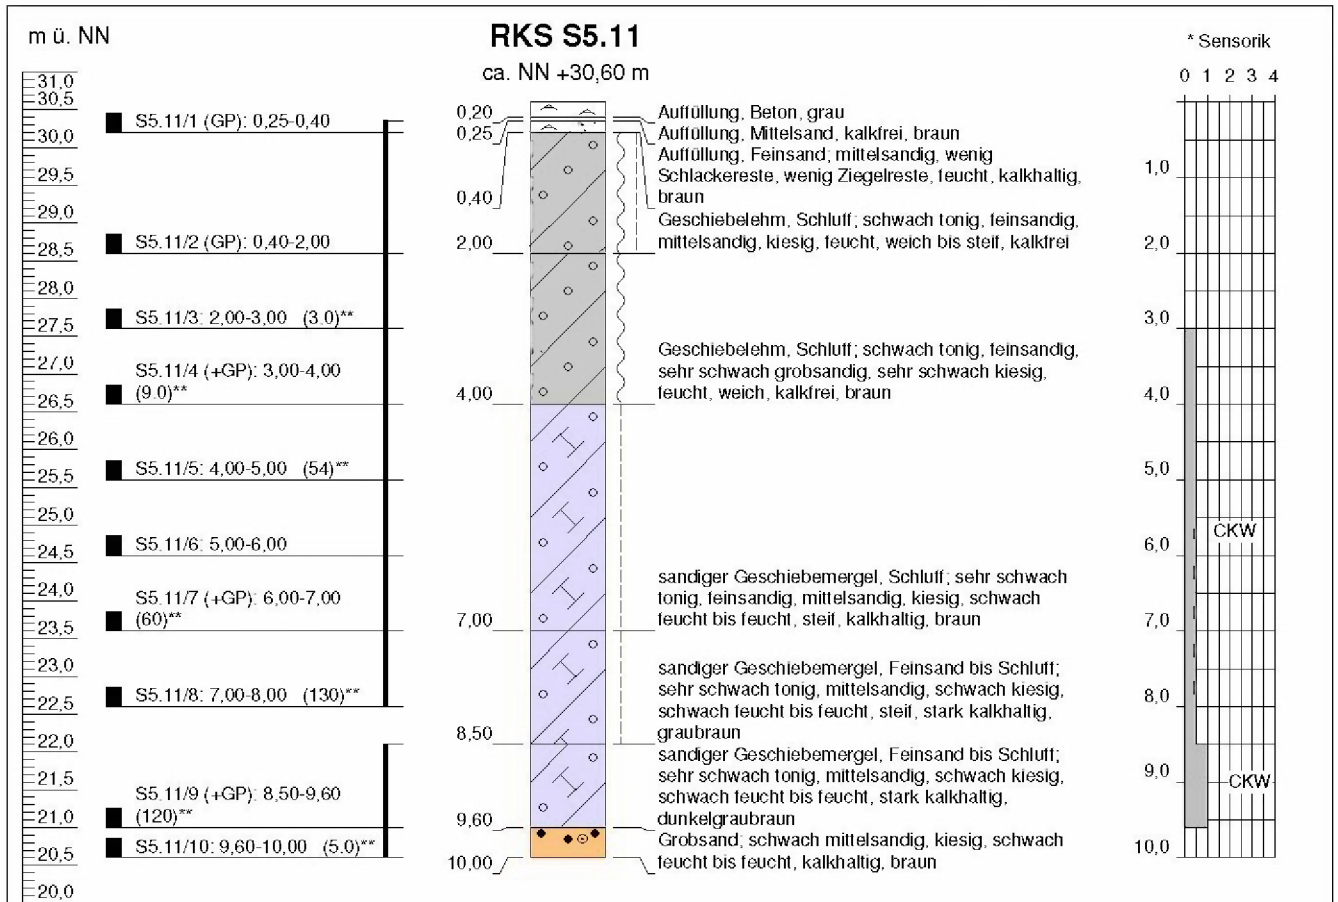 m ü. NN
RKS S5.11
ca. NN +30,60 m
* Sensorik
0 1 2 3 4
31,0
30,5
30,0
29,5
29,0
28,5
28,0
27,5
27,0
26,5
26,0
25,5
25,0
24,5
24,0
23,5
23,0
22,5
22,0
21,5
21,0
20,5
20,0
S5.11/1 (GP): 0,25-0,40
S5.11/2 (GP): 0,40-2,00
S5.11/3: 2,00-3,00 (3.0)**
S5.11/4 (+GP): 3,00-4,00
(9.0)**
S5.11/5: 4,00-5,00 (54)**
S5.11/6: 5,00-6,00
S5.11/7 (+GP): 6,00-7,00
(60)**
S5.11/8: 7,00-8,00 (130)**
S5.11/9 (+GP): 8,50-9,60
(120)**
S5.11/10: 9,60-10,00 (5.0)**
0,20
0,25
0,40
2,00
4,00
7,00
8,50
9,60
10,00
Auffüllung, Beton, grau
Auffüllung, Mittelsand, kalkfrei, braun
Auffüllung, Feinsand; mittelsandig, wenig
Schlackereste, wenig Ziegelreste, feucht, kalkhaltig,
braun
Geschiebelehm, Schluff; schwach tonig, feinsandig,
mittelsandig, kiesig, feucht, weich bis steif, kalkfrei
Geschiebelehm, Schluff; schwach tonig, feinsandig,
sehr schwach grobsandig, sehr schwach kiesig,
feucht, weich, kalkfrei, braun
sandiger Geschiebemergel, Schluff; sehr schwach
tonig, feinsandig, mittelsandig, kiesig, schwach
feucht bis feucht, steif, kalkhaltig, braun
sandiger Geschiebemergel, Feinsand bis Schluff;
sehr schwach tonig, mittelsandig, schwach kiesig,
schwach feucht bis feucht, steif, stark kalkhaltig,
graubraun
sandiger Geschiebemergel, Feinsand bis Schluff;
sehr schwach tonig, mittelsandig, schwach kiesig,
schwach feucht bis feucht, stark kalkhaltig,
dunkelgraubraun
Grobsand; schwach mittelsandig, kiesig, schwach
feucht bis feucht, kalkhaltig, braun
1,0
2,0
3,0
4,0
5,0
6,0
7,0
8,0
9,0
10,0
CKW
CKW